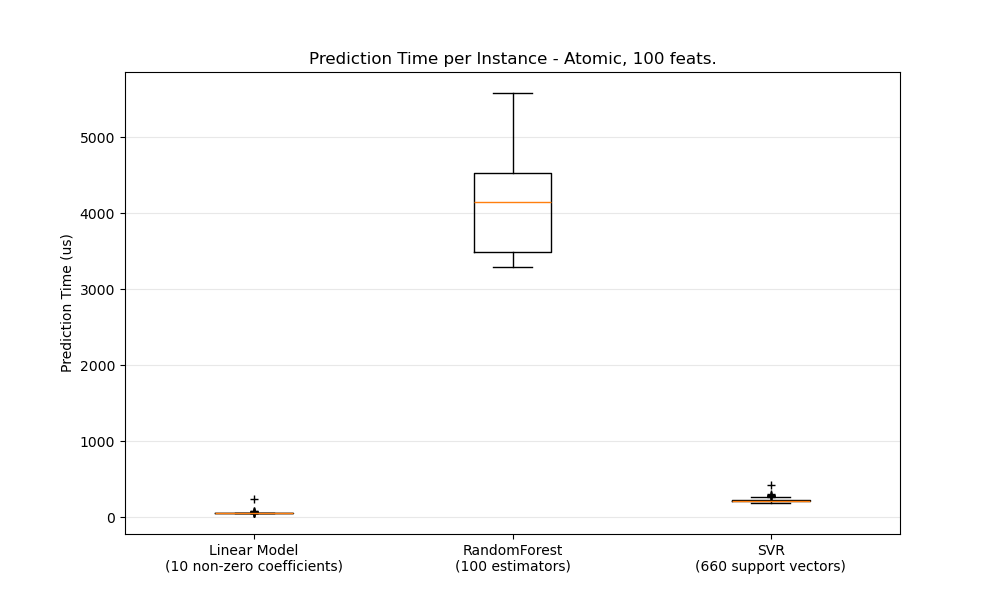 Prediction Time per Instance - Atomic, 100 feats.
Prediction Time (us)
5000
4000
3000
2000
1000
0
Linear Model
(10 non-zero coefficients)
RandomForest
(100 estimators)
SVR
(660 support vectors)